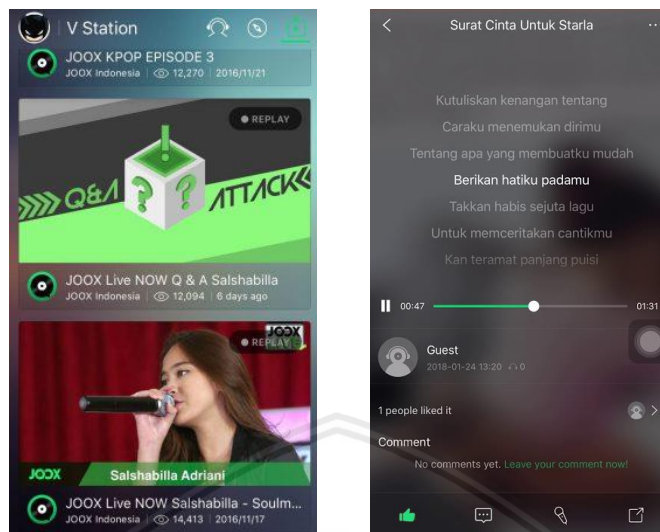 V Station
JOOX KPOP EPISODE 3
JOOX Indonesia | 12,270 | 2016/11/21
REPLAY
Q&A
ATTACK
JOOX Live NOW Q & A Salshabilla
JOOX Indonesia | 12,094 | 6 days ago
JOOX
REPLAY
JOOX
Salshabilla Adriani
JOOX Live NOW Salshabilla - Soulm...
JOOX Indonesia | 14,413 | 2016/11/17
Surat Cinta Untuk Starla
Kutuliskan kenangan tentang
Caraku menemukan dirimu
Tentang apa yang membuatku mudah
Berikan hatiku padamu
Takkan habis sejuta lagu
Untuk menceritakan cantikmu
Kan teramat panjang puisi
00:47
01:31
Guest
2018-01-24 13:20 0
1 people liked it
Comment
No comments yet. Leave your comment now!